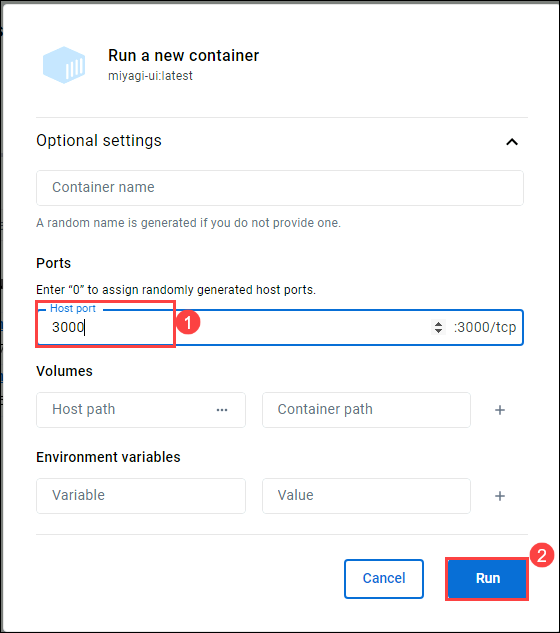 Run a new container
miyagi-ui:latest
Optional settings
Container name
A random name is generated if you do not provide one.
Ports
Enter “0” to assign randomly generated host ports.
Host port
3000 1 :3000/tcp
Volumes
Host path ... Container path +
Environment variables
Variable Value +
2
Cancel Run